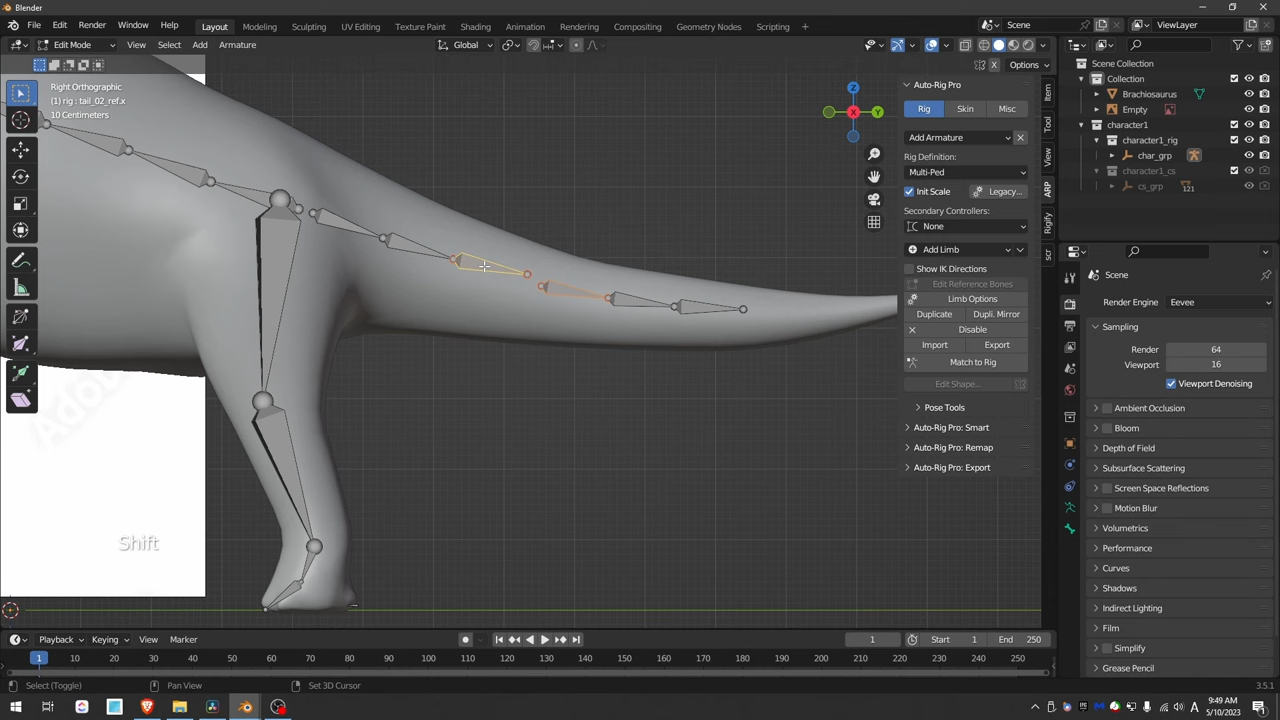 Blender
File Edit Render Window Help Layout Modeling Sculpting UV Editing Texture Paint Shading Animation Rendering Compositing Geometry Nodes Scripting + Scene ViewLayer
Edit Mode View Select Add Armature Global
Options
Right Orthographic
(1) rig : tail_02_ref.x
10 Centimeters
X
Z
Y
X
Auto-Rig Pro
Rig Skin Misc
Add Armature
Rig Definition:
Multi-Ped
Init Scale Legacy...
Secondary Controllers:
None
Add Limb
Show IK Directions
Edit Reference Bones
Limb Options
Duplicate Dupli. Mirror
Disable
Import Export
Match to Rig
Edit Shape...
Pose Tools
Auto-Rig Pro: Smart
Auto-Rig Pro: Remap
Auto-Rig Pro: Export
Item
Tool
View
ARP
Rigify
scr
Scene Collection
Collection
Brachiosaurus
Empty
character1
character1_rig
char_grp
character1_cs
cs_grp 121
Scene
Render Engine Eevee
Sampling
Render 64
Viewport 16
Viewport Denoising
Ambient Occlusion
Bloom
Depth of Field
Subsurface Scattering
Screen Space Reflections
Motion Blur
Volumetrics
Performance
Curves
Shadows
Indirect Lighting
Film
Simplify
Grease Pencil
Shift
Playback Keying View Marker 1 Start 1 End 250
1 10 20 30 40 50 60 70 80 90 100 110 120 130 140 150 160 170 180 190 200 210 220 230 240 250
Select (Toggle) Pan View Set 3D Cursor 3.5.1
9:49 AM
5/10/2023